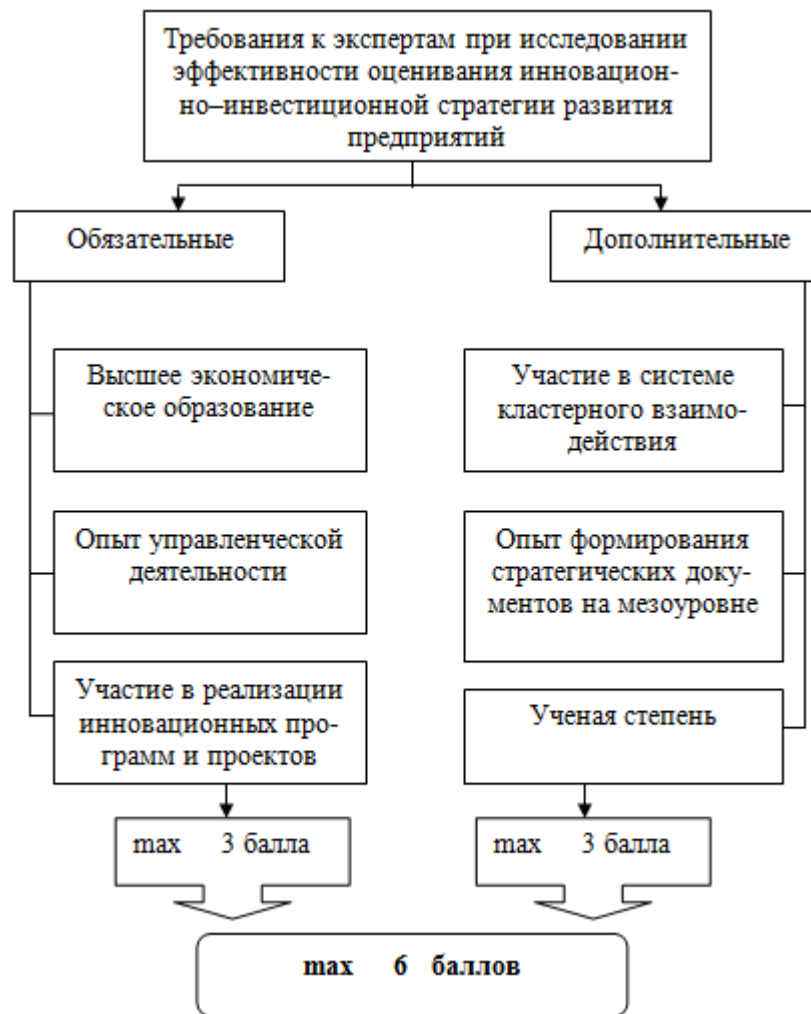 Требования к экспертам при исследовании
эффективности оценивания инновацион-
но–инвестиционной стратегии развития
предприятий
Обязательные
Дополнительные
Высшее экономиче-
ское образование
Участие в системе
кластерного взаимо-
действия
Опыт управленческой
деятельности
Опыт формирования
стратегических доку-
ментов на мезоуровне
Участие в реализации
инновационных про-
грамм и проектов
Ученая степень
max 3 балла
max 3 балла
max 6 баллов